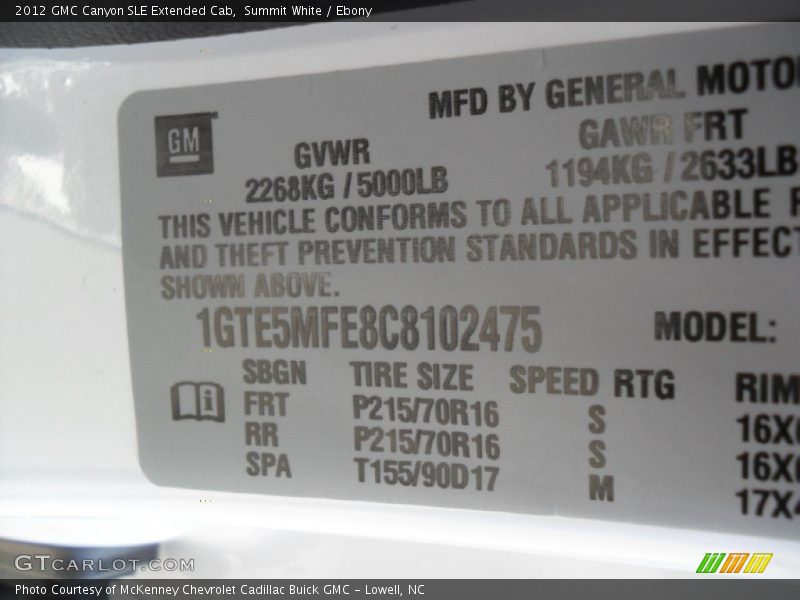 2012 GMC Canyon SLE Extended Cab, Summit White / Ebony
MFD BY GENERAL
GM
GVWR GAWR FRT
2268KG / 5000LB 1194KG / 2633LB
THIS VEHICLE CONFORMS TO ALL APPLICABLE
AND THEFT PREVENTION STANDARDS IN EFFECT
SHOWN ABOVE.
1GTE5MFE8C8102475 MODEL:
SBGN TIRE SIZE SPEED RTG RIM
FRT P215/70R16 S
RR P215/70R16 S
SPA T155/90D17 M
GTCARLOT.COM
Photo Courtesy of McKenney Chevrolet Cadillac Buick GMC - Lowell, NC